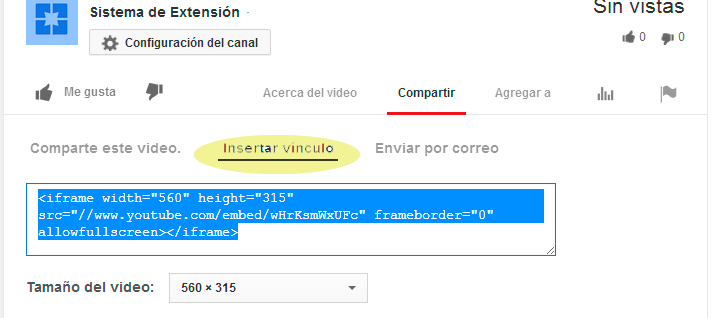 Sistema de Extensión ·
Sin vistas
Configuración del canal
0 0
Me gusta
Acerca del video Compartir Agregar a
Comparte este video. Insertar vínculo Enviar por correo
<iframe width="560" height="315"
src="//www.youtube.com/embed/wHrKsmWxUFc" frameborder="0"
allowfullscreen></iframe>
Tamaño del video: 560 × 315